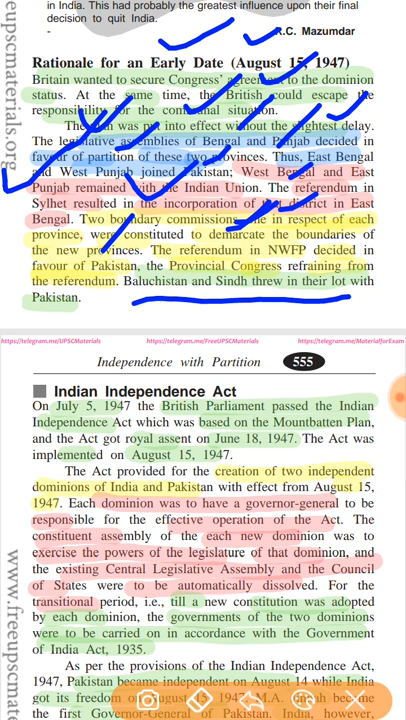 in India. This had probably the greatest influence upon their final
decision to quit India.
- R.C. Mazumdar
Rationale for an Early Date (August 15, 1947)
Britain wanted to secure Congress' agreement to the dominion
status. At the same time, the British could escape the
responsibility for the communal situation.
The plan was put into effect without the slightest delay.
The legislative assemblies of Bengal and Punjab decided in
favour of partition of these two provinces. Thus, East Bengal
and West Punjab joined Pakistan; West Bengal and East
Punjab remained with the Indian Union. The referendum in
Sylhet resulted in the incorporation of that district in East
Bengal. Two boundary commissions, one in respect of each
province, were constituted to demarcate the boundaries of
the new provinces. The referendum in NWFP decided in
favour of Pakistan, the Provincial Congress refraining from
the referendum. Baluchistan and Sindh threw in their lot with
Pakistan.
https://telegram.me/UPSCMaterials https://telegram.me/FreeUPSCMaterials https://telegram.me/MaterialforExam
Independence with Partition 555
Indian Independence Act
On July 5, 1947 the British Parliament passed the Indian
Independence Act which was based on the Mountbatten Plan,
and the Act got royal assent on June 18, 1947. The Act was
implemented on August 15, 1947.
The Act provided for the creation of two independent
dominions of India and Pakistan with effect from August 15,
1947. Each dominion was to have a governor-general to be
responsible for the effective operation of the Act. The
constituent assembly of the each new dominion was to
exercise the powers of the legislature of that dominion, and
the existing Central Legislative Assembly and the Council
of States were to be automatically dissolved. For the
transitional period, i.e., till a new constitution was adopted
by each dominion, the governments of the two dominions
were to be carried on in accordance with the Government
of India Act, 1935.
As per the provisions of the Indian Independence Act,
1947, Pakistan became independent on August 14 while India
got its freedom on August 15, 1947. M.A. Jinnah became
the first Governor-General of Pakistan. India, however,
eeupscmaterials.org
www.freeupscmat